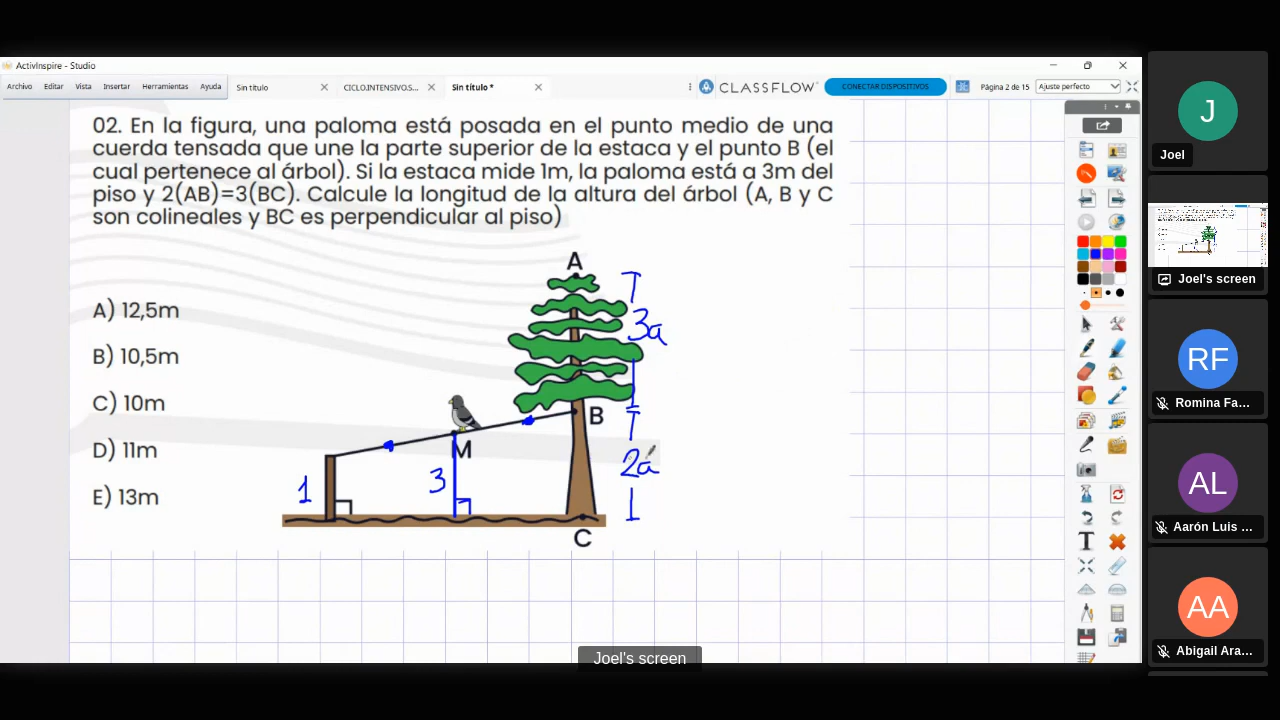 ActivInspire - Studio
Archivo Editar Vista Insertar Herramientas Ayuda
Sin título
CICLO.INTENSIVO.S...
Sin título *
CLASSFLOW
CONECTAR DISPOSITIVOS
Página 2 de 15
Ajuste perfecto
02. En la figura, una paloma está posada en el punto medio de una
cuerda tensada que une la parte superior de la estaca y el punto B (el
cual pertenece al árbol). Si la estaca mide 1m, la paloma está a 3m del
piso y 2(AB)=3(BC). Calcule la longitud de la altura del árbol (A, B y C
son colineales y BC es perpendicular al piso)
A) 12,5m
B) 10,5m
C) 10m
D) 11m
E) 13m
A
3a
B
M
2a
3
1
C
Joel's screen
J
Joel
Joel's screen
RF
Romina Fa...
AL
Aarón Luis ...
AA
Abigail Ara...